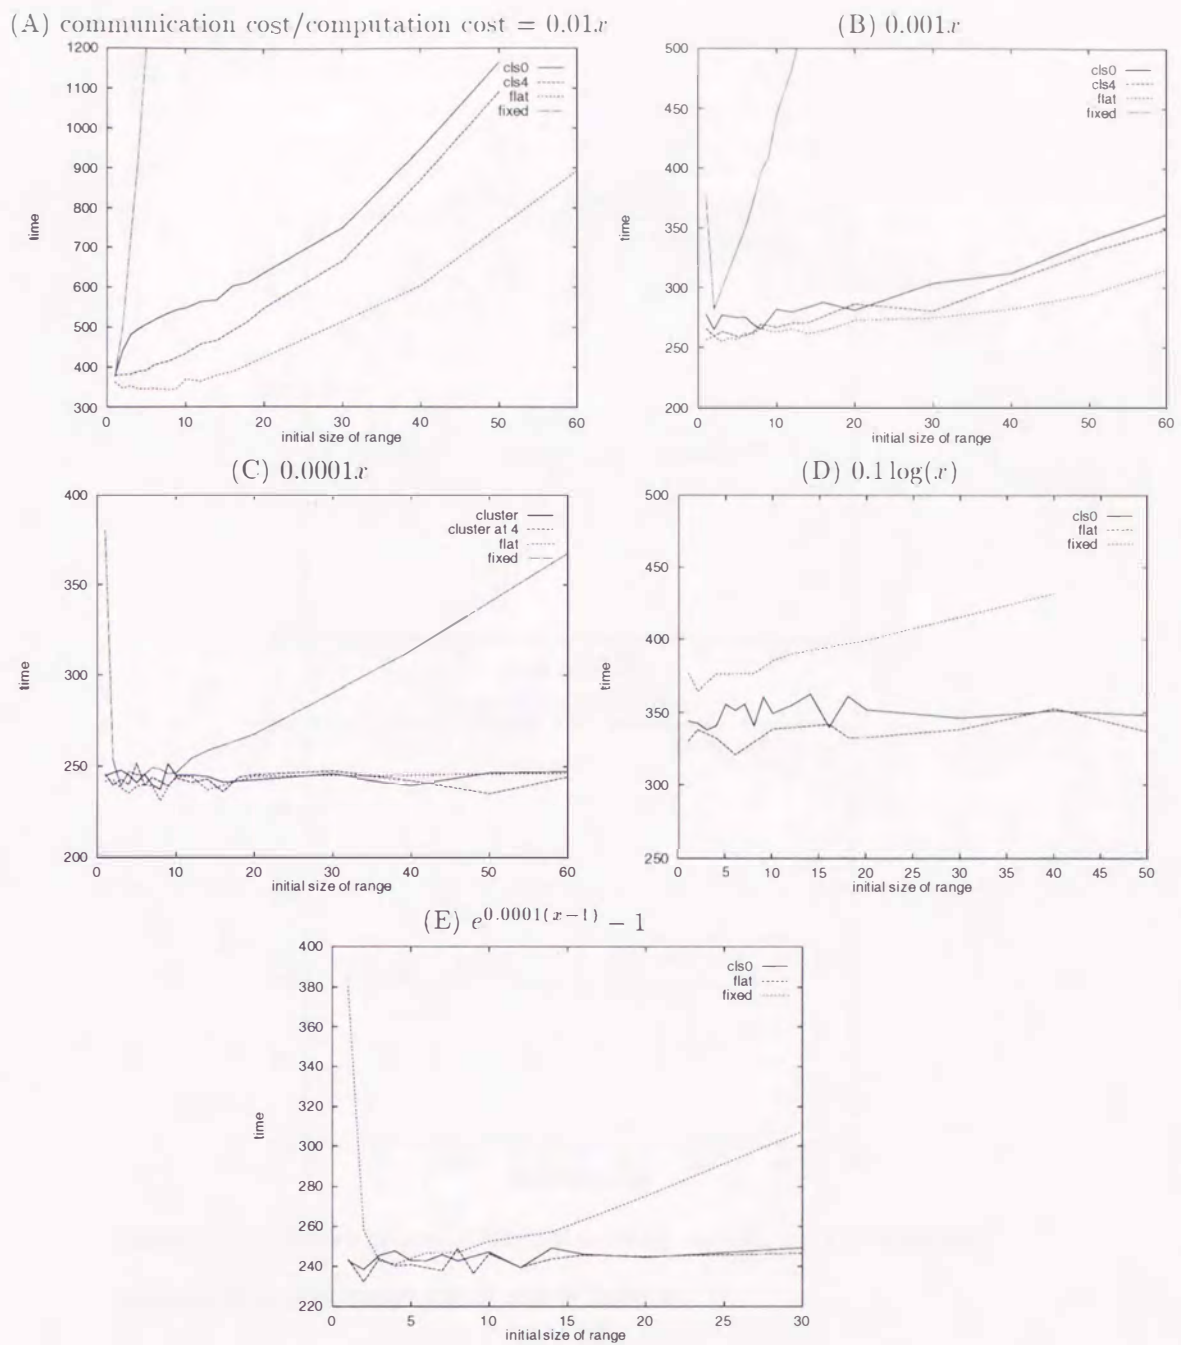 (A) communication cost/computation cost = 0.01x
1200
1100
1000
900
800
700
600
500
400
300
time
cls0
cls4
flat
fixed
0 10 20 30 40 50 60
initial size of range
(B) 0.001x
500
450
400
350
300
250
200
time
cls0
cls4
flat
fixed
0 10 20 30 40 50 60
initial size of range
(C) 0.0001x
400
350
300
250
200
time
cluster
cluster at 4
flat
fixed
0 10 20 30 40 50 60
initial size of range
(D) 0.1 log(x)
500
450
400
350
300
250
time
cls0
flat
fixed
0 5 10 15 20 25 30 35 40 45 50
initial size of range
(E) e^{0.0001(x−1)} − 1
400
380
360
340
320
300
280
260
240
220
time
cls0
flat
fixed
0 5 10 15 20 25 30
initial size of range